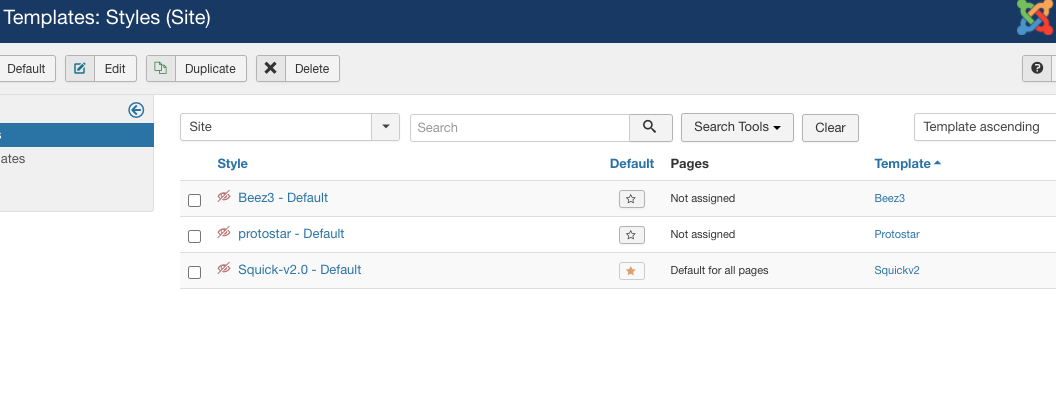 Templates: Styles (Site)
Default Edit Duplicate Delete
Site Search Search Tools Clear Template ascending
ates
Style Default Pages Template
Beez3 - Default Not assigned Beez3
protostar - Default Not assigned Protostar
Squick-v2.0 - Default Default for all pages Squickv2